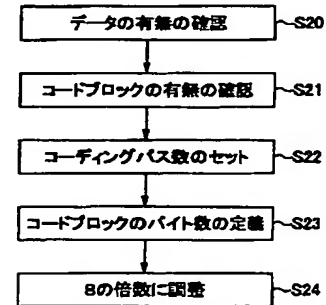 データの有無の確認 S20
コードブロックの有無の確認 S21
コーディングパス数のセット S22
コードブロックのバイト数の定義 S23
8の倍数に調整 S24